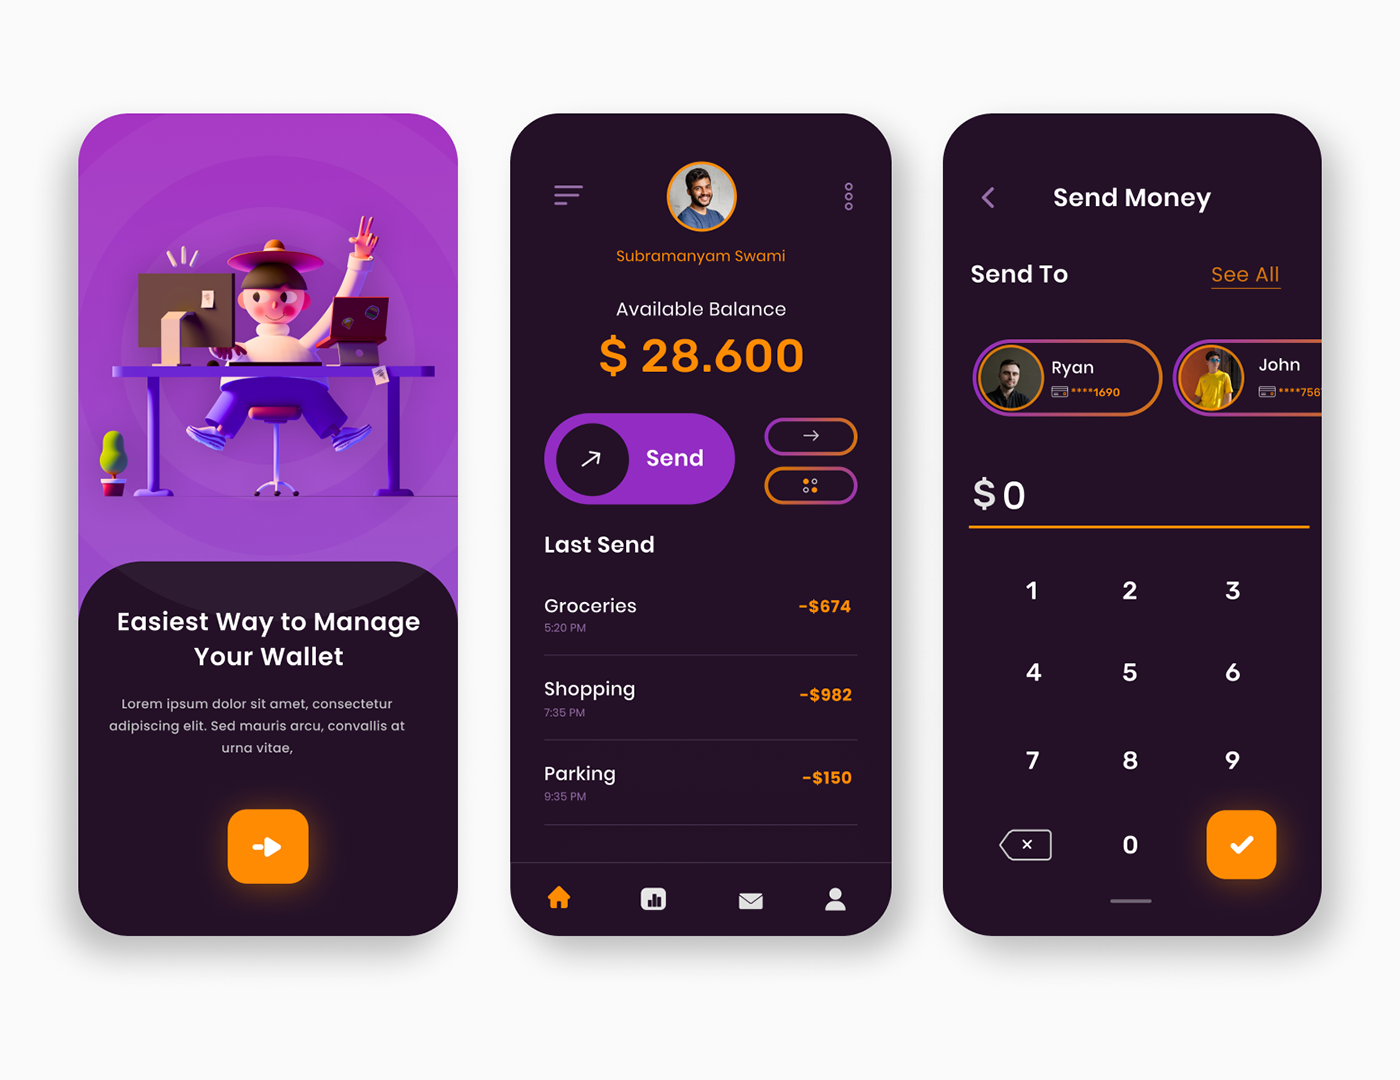 Easiest Way to Manage
Your Wallet
Lorem ipsum dolor sit amet, consectetur
adipiscing elit. Sed mauris arcu, convallis at
urna vitae,
Subramanyam Swami
Available Balance
$ 28.600
Send
Last Send
Groceries -$674
5:20 PM
Shopping -$982
7:35 PM
Parking -$150
9:35 PM
Send Money
Send To See All
Ryan
****1690
John
****756
$0
1 2 3
4 5 6
7 8 9
0